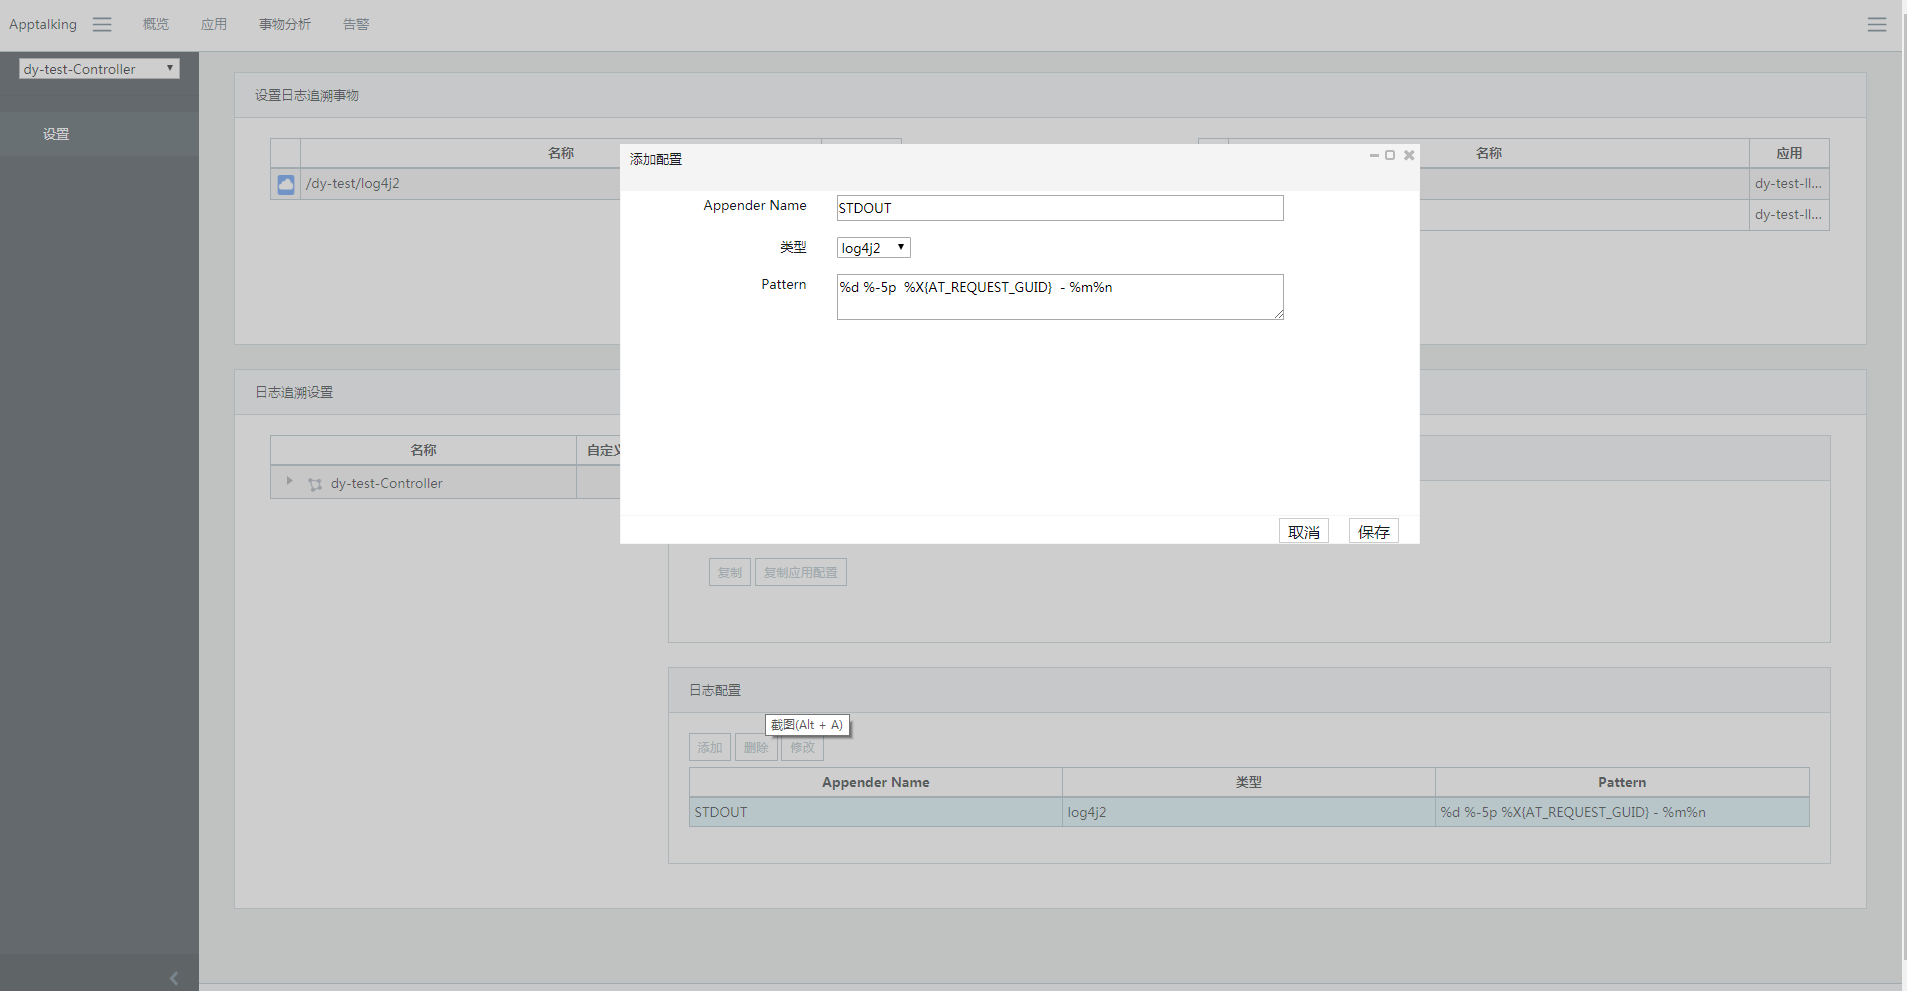 Apptalking 概览 应用 事物分析 告警
dy-test-Controller
设置
设置日志追溯事物
名称
/dy-test/log4j2
名称 应用
dy-test-ll...
dy-test-ll...
添加配置
Appender Name STDOUT
类型 log4j2
Pattern %d %-5p  %X{AT_REQUEST_GUID}  - %m%n
取消 保存
日志追溯设置
名称 自定义
dy-test-Controller
复制 复制应用配置
日志配置
截图(Alt + A)
添加 删除 修改
Appender Name 类型 Pattern
STDOUT log4j2 %d %-5p %X{AT_REQUEST_GUID} - %m%n